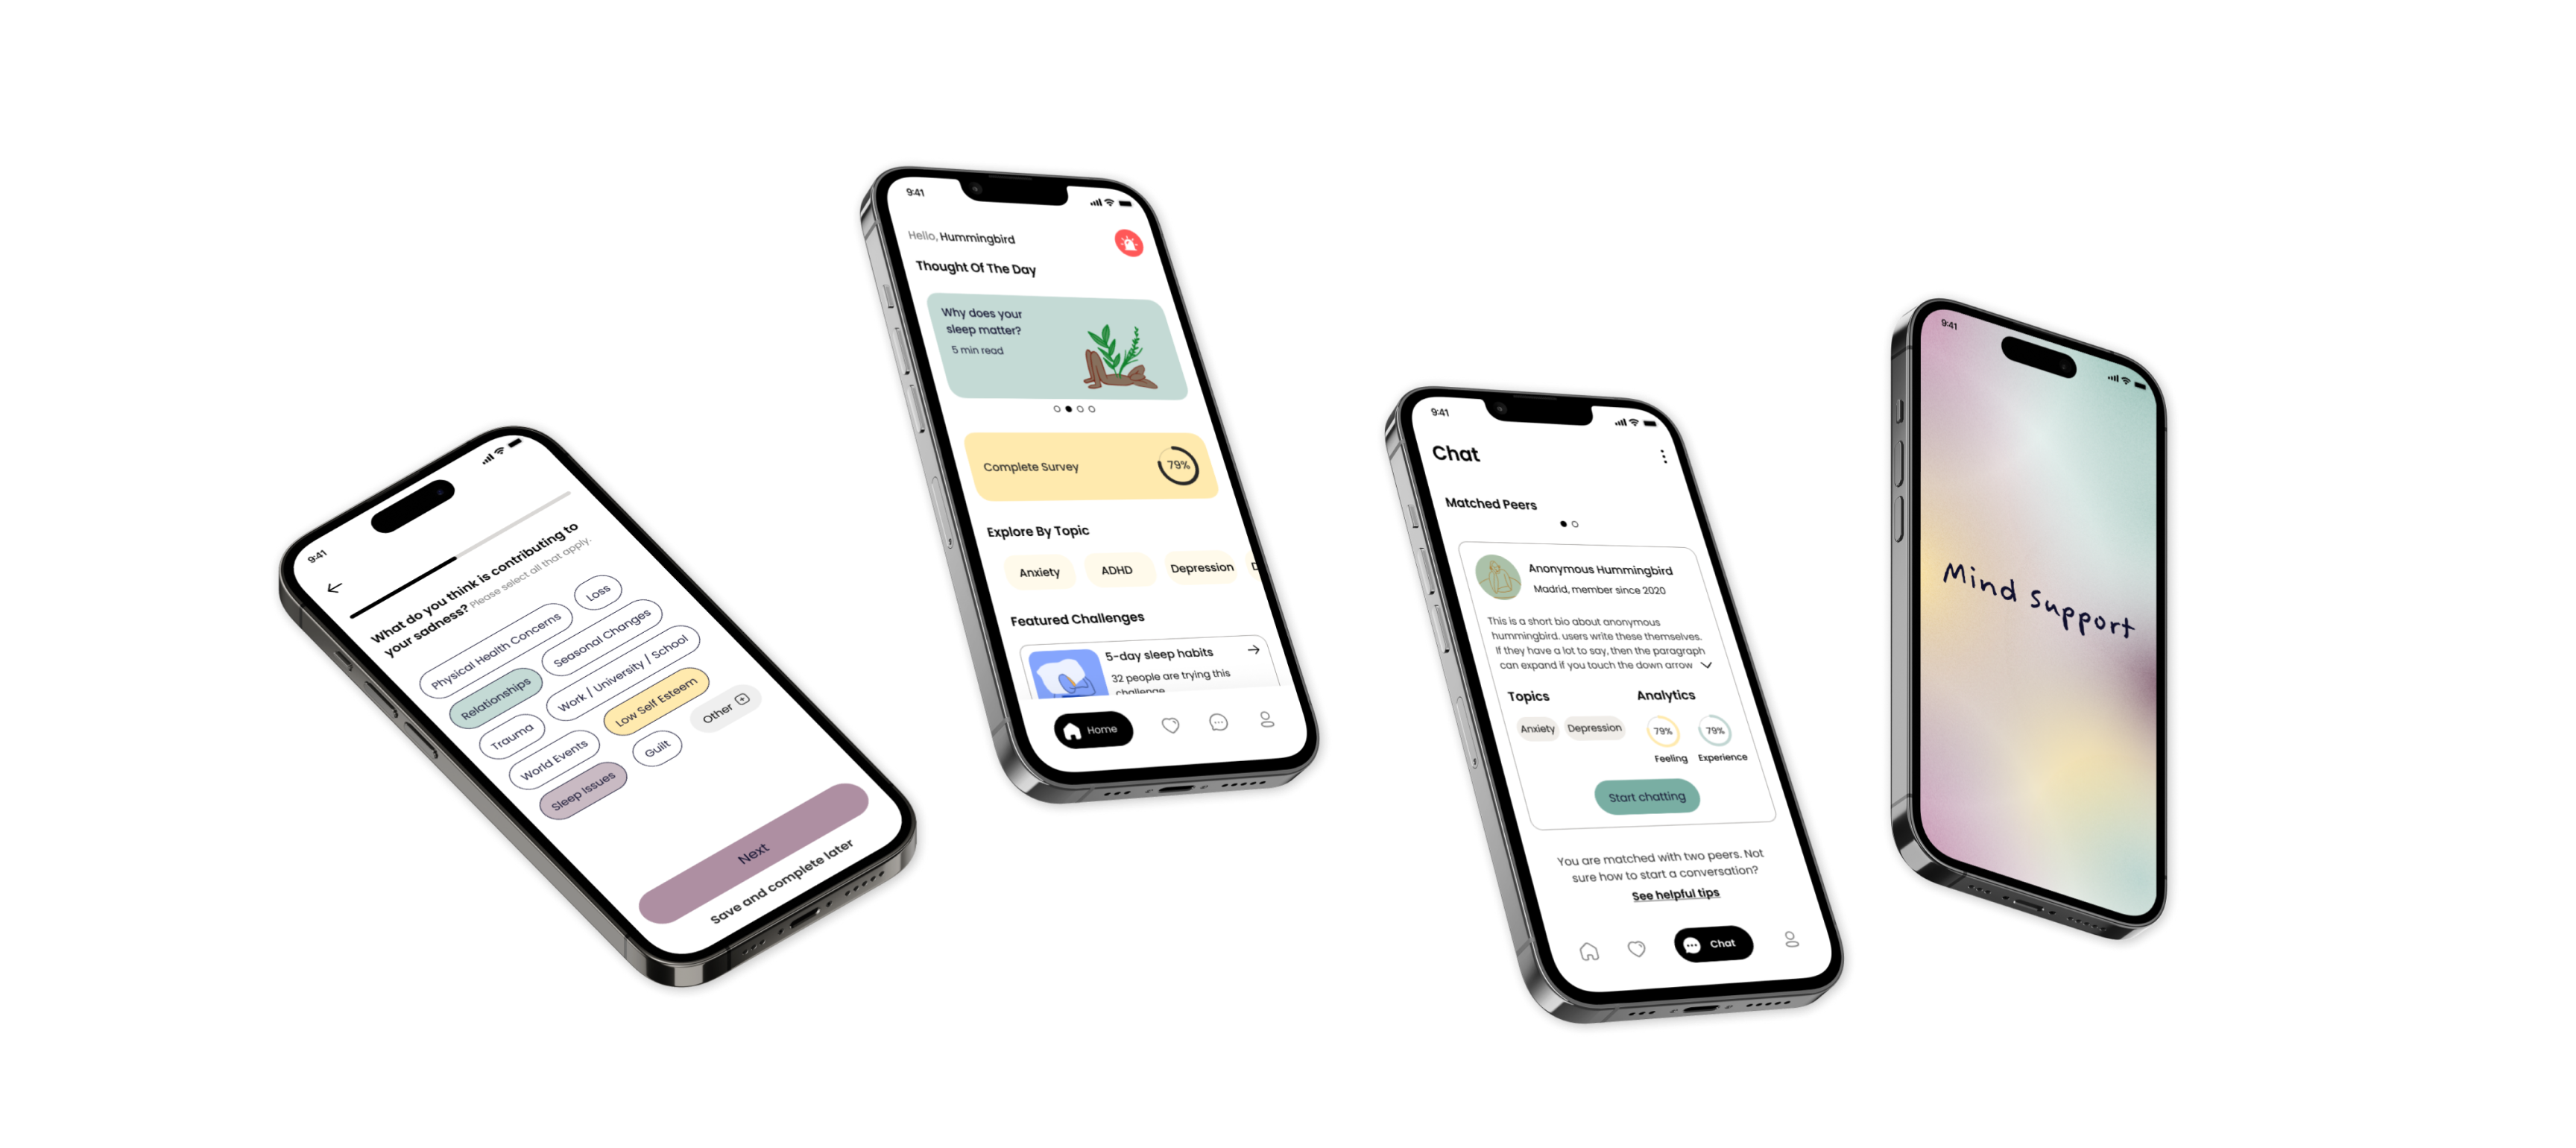 9:41
What do you think is contributing to
your sadness? Please select all that apply.
Physical Health Concerns
Loss
Relationships
Seasonal Changes
Trauma
Work / University / School
World Events
Low Self Esteem
Sleep Issues
Guilt
Other
Next
Save and complete later
9:41
Hello, Hummingbird
Thought Of The Day
Why does your
sleep matter?
5 min read
Complete Survey
79%
Explore By Topic
Anxiety
ADHD
Depression
D
Featured Challenges
5-day sleep habits
32 people are trying this
challenge
Home
9:41
Chat
Matched Peers
Anonymous Hummingbird
Madrid, member since 2020
This is a short bio about anonymous
hummingbird. users write these themselves.
If they have a lot to say, then the paragraph
can expand if you touch the down arrow
Topics
Analytics
Anxiety
Depression
79%
79%
Feeling
Experience
Start chatting
You are matched with two peers. Not
sure how to start a conversation?
See helpful tips
Chat
9:41
Mind Support